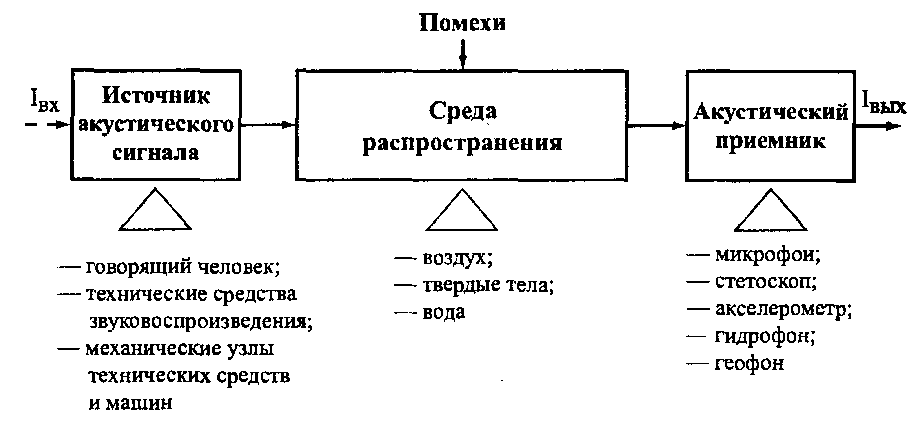 Помехи
Iвх
Источник
акустического
сигнала
Среда
распространения
Акустический
приемник
Iвых
— говорящий человек;
— технические средства
звуковоспроизведения;
— механические узлы
технических средств
и машин
— воздух;
— твердые тела;
— вода
— микрофон;
— стетоскоп;
— акселерометр;
— гидрофон;
— геофон